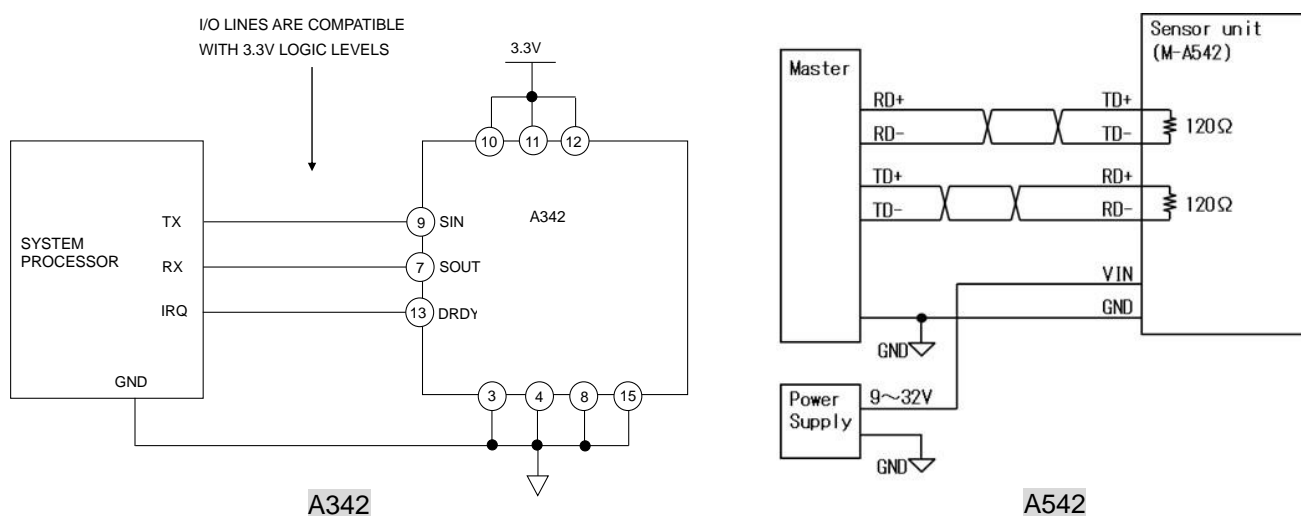 I/O LINES ARE COMPATIBLE
WITH 3.3V LOGIC LEVELS
3.3V
10 11 12
SYSTEM
PROCESSOR
TX
RX
IRQ
GND
9 SIN
7 SOUT
13 DRDY
A342
3 4 8 15
A342
Master
Sensor unit
(M-A542)
RD+ TD+
RD- TD-
120Ω
TD+ RD+
TD- RD-
120Ω
VIN
GND
GND
Power
Supply
9～32V
GND
A542